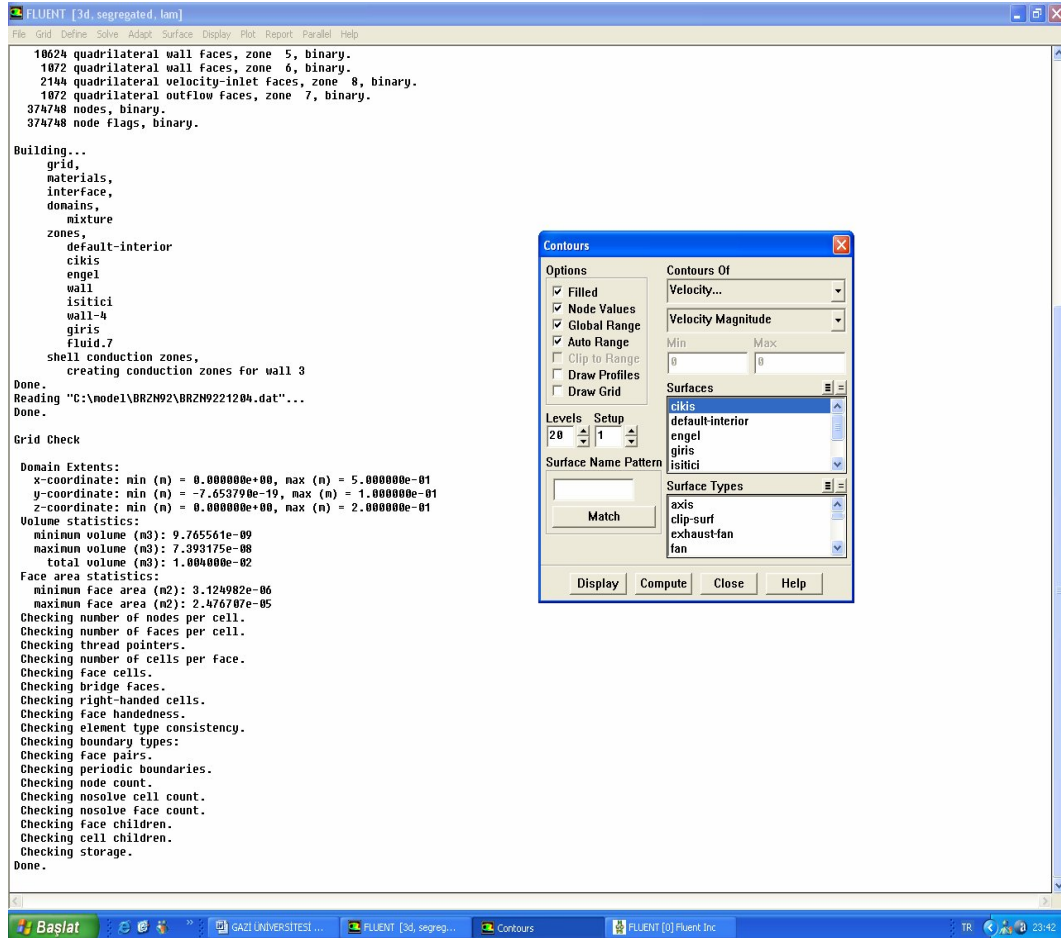 FLUENT [3d, segregated, lam]
File Grid Define Solve Adapt Surface Display Plot Report Parallel Help
10624 quadrilateral wall faces, zone 5, binary.
1072 quadrilateral wall faces, zone 6, binary.
2144 quadrilateral velocity-inlet faces, zone 8, binary.
1072 quadrilateral outflow faces, zone 7, binary.
374748 nodes, binary.
374748 node flags, binary.
Building...
grid,
materials,
interface,
domains,
mixture
zones,
default-interior
cikis
engel
wall
isitici
wall-4
giris
fluid.7
shell conduction zones,
creating conduction zones for wall 3
Done.
Reading "C:\model\BRZN92\BRZN9221204.dat"...
Done.
Grid Check
Domain Extents:
x-coordinate: min (m) = 0.000000e+00, max (m) = 5.000000e-01
y-coordinate: min (m) = -7.653790e-19, max (m) = 1.000000e-01
z-coordinate: min (m) = 0.000000e+00, max (m) = 2.000000e-01
Volume statistics:
minimum volume (m3): 9.765561e-09
maximum volume (m3): 7.393175e-08
total volume (m3): 1.004000e-02
Face area statistics:
minimum face area (m2): 3.124982e-06
maximum face area (m2): 2.476707e-05
Checking number of nodes per cell.
Checking number of faces per cell.
Checking thread pointers.
Checking number of cells per face.
Checking face cells.
Checking bridge faces.
Checking right-handed cells.
Checking face handedness.
Checking element type consistency.
Checking boundary types:
Checking face pairs.
Checking periodic boundaries.
Checking node count.
Checking nosolve cell count.
Checking nosolve face count.
Checking face children.
Checking cell children.
Checking storage.
Done.
Contours
Options
Filled
Node Values
Global Range
Auto Range
Clip to Range
Draw Profiles
Draw Grid
Levels Setup
20 1
Surface Name Pattern
Match
Contours Of
Velocity...
Velocity Magnitude
Min Max
0 0
Surfaces
cikis
default-interior
engel
giris
isitici
Surface Types
axis
clip-surf
exhaust-fan
fan
Display Compute Close Help
Başlat GAZİ ÜNİVERSİTESİ ... FLUENT [3d, segreg... Contours FLUENT [0] Fluent Inc TR 23:42